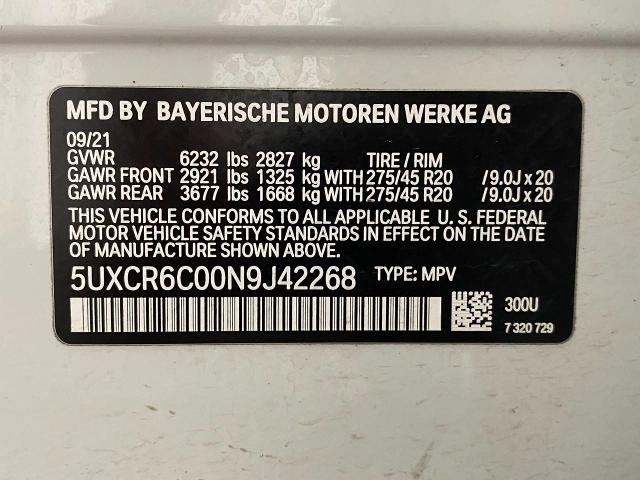 MFD BY BAYERISCHE MOTOREN WERKE AG
09/21
GVWR 6232 lbs 2827 kg TIRE / RIM
GAWR FRONT 2921 lbs 1325 kg WITH 275/45 R20 /9.0J x 20
GAWR REAR 3677 lbs 1668 kg WITH 275/45 R20 /9.0J x 20
THIS VEHICLE CONFORMS TO ALL APPLICABLE U. S. FEDERAL
MOTOR VEHICLE SAFETY STANDARDS IN EFFECT ON THE DATE
OF MANUFACTURE SHOWN ABOVE.
5UXCR6C00N9J42268 TYPE: MPV
300U
7 320 729